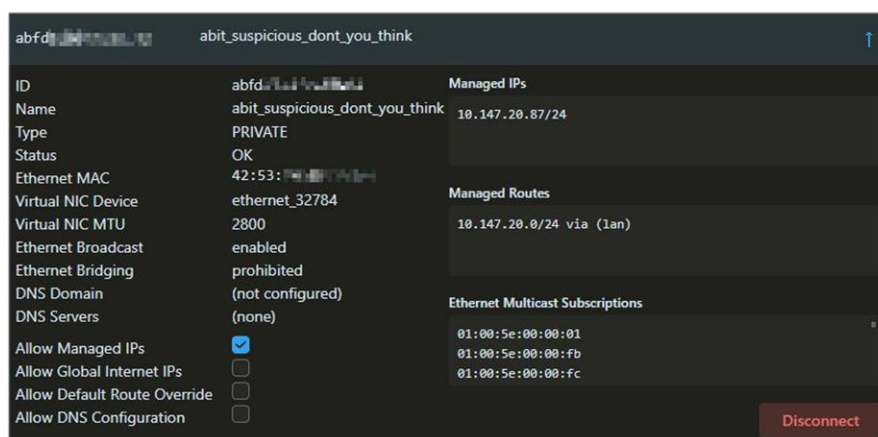 abfd
abit_suspicious_dont_you_think
ID abfd
Name abit_suspicious_dont_you_think
Type PRIVATE
Status OK
Ethernet MAC 42:53:
Virtual NIC Device ethernet_32784
Virtual NIC MTU 2800
Ethernet Broadcast enabled
Ethernet Bridging prohibited
DNS Domain (not configured)
DNS Servers (none)
Allow Managed IPs
Allow Global Internet IPs
Allow Default Route Override
Allow DNS Configuration
Managed IPs
10.147.20.87/24
Managed Routes
10.147.20.0/24 via (lan)
Ethernet Multicast Subscriptions
01:00:5e:00:00:01
01:00:5e:00:00:fb
01:00:5e:00:00:fc
Disconnect